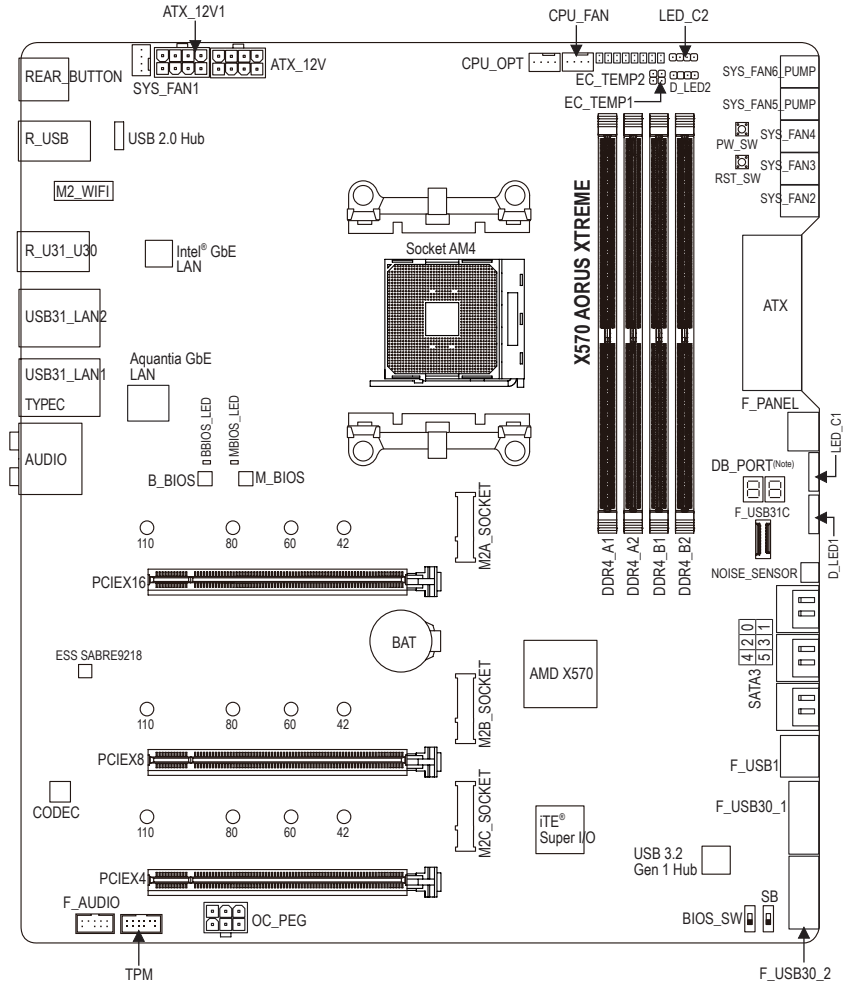 ATX_12V1
CPU_FAN
LED_C2
REAR_BUTTON
SYS_FAN1
ATX_12V
CPU_OPT
EC_TEMP2
EC_TEMP1
D_LED2
SYS_FAN6_PUMP
SYS_FAN5_PUMP
PW_SW
SYS_FAN4
RST_SW
SYS_FAN3
SYS_FAN2
R_USB
USB 2.0 Hub
M2_WIFI
R_U31_U30
Intel® GbE
LAN
Socket AM4
X570 AORUS XTREME
ATX
USB31_LAN2
Aquantia GbE
LAN
USB31_LAN1
TYPEC
BBIOS_LED
MBIOS_LED
F_PANEL
LED_C1
AUDIO
B_BIOS
M_BIOS
DB_PORT(Note)
88
F_USB31C
D_LED1
M2A_SOCKET
110
80
60
42
DDR4_A1
DDR4_A2
DDR4_B1
DDR4_B2
NOISE_SENSOR
PCIEX16
BAT
AMD X570
SATA3
4 2 0
5 3 1
ESS SABRE9218
M2B_SOCKET
110
80
60
42
PCIEX8
F_USB1
CODEC
M2C_SOCKET
110
80
60
42
iTE®
Super I/O
F_USB30_1
USB 3.2
Gen 1 Hub
PCIEX4
F_AUDIO
OC_PEG
BIOS_SW
SB
TPM
F_USB30_2